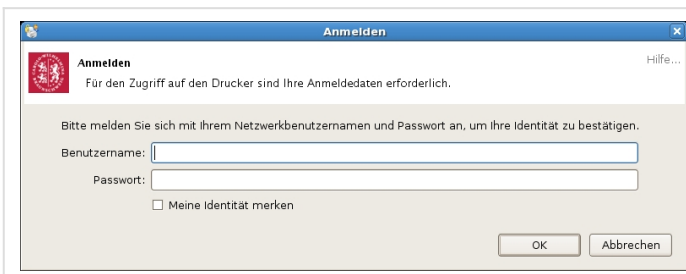 Anmelden
Anmelden
Hilfe...
Für den Zugriff auf den Drucker sind Ihre Anmeldedaten erforderlich.
Bitte melden Sie sich mit Ihrem Netzwerkbenutzernamen und Passwort an, um Ihre Identität zu bestätigen.
Benutzername:
Passwort:
Meine Identität merken
OK
Abbrechen